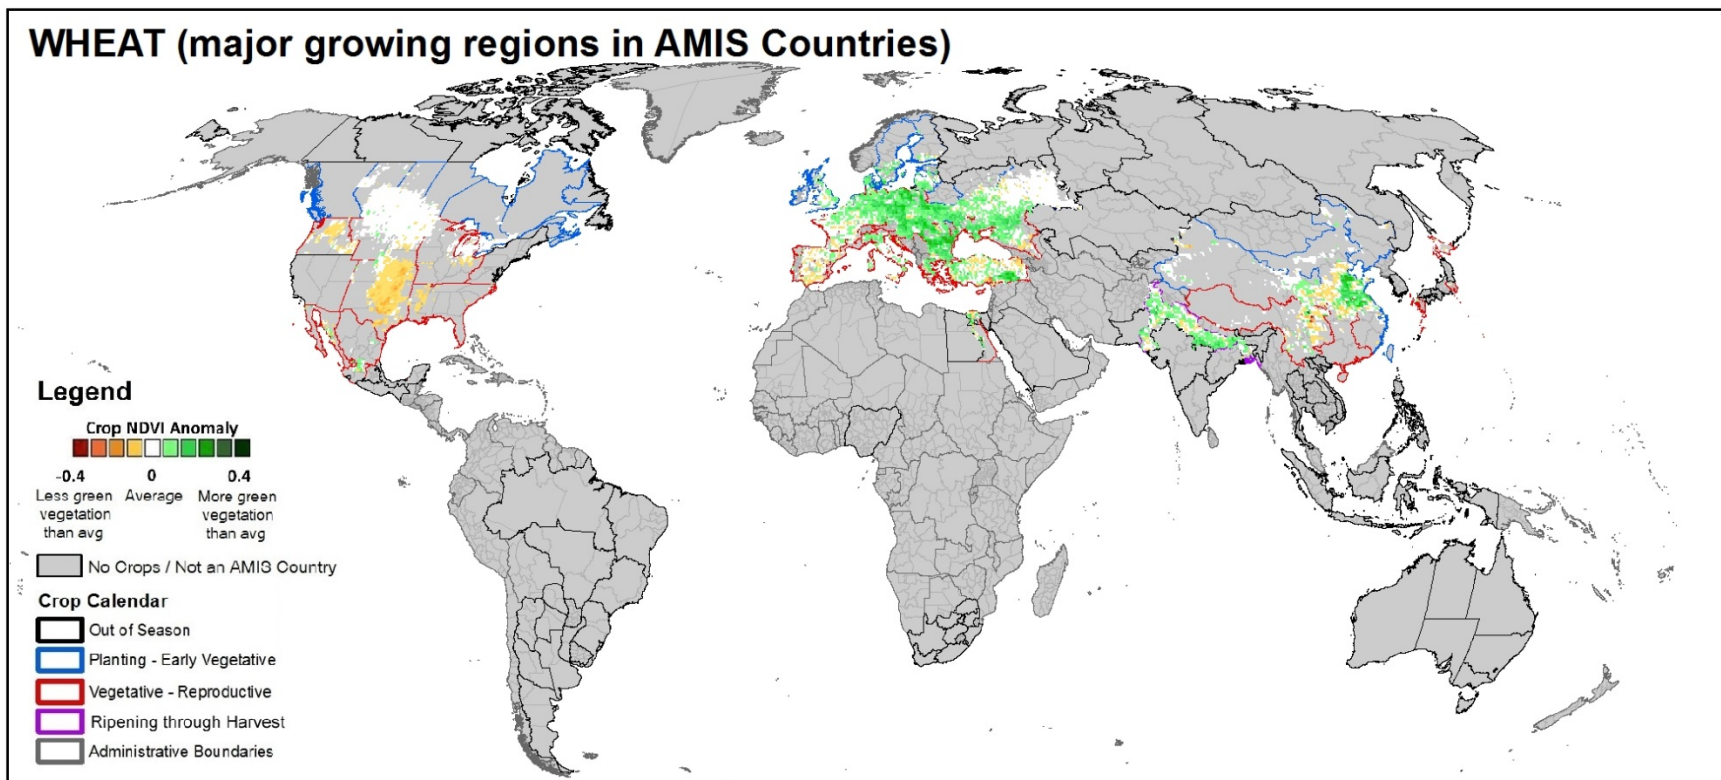 WHEAT (major growing regions in AMIS Countries)
Legend
Crop NDVI Anomaly
-0.4 0 0.4
Less green vegetation than avg
Average
More green vegetation than avg
No Crops / Not an AMIS Country
Crop Calendar
Out of Season
Planting - Early Vegetative
Vegetative - Reproductive
Ripening through Harvest
Administrative Boundaries